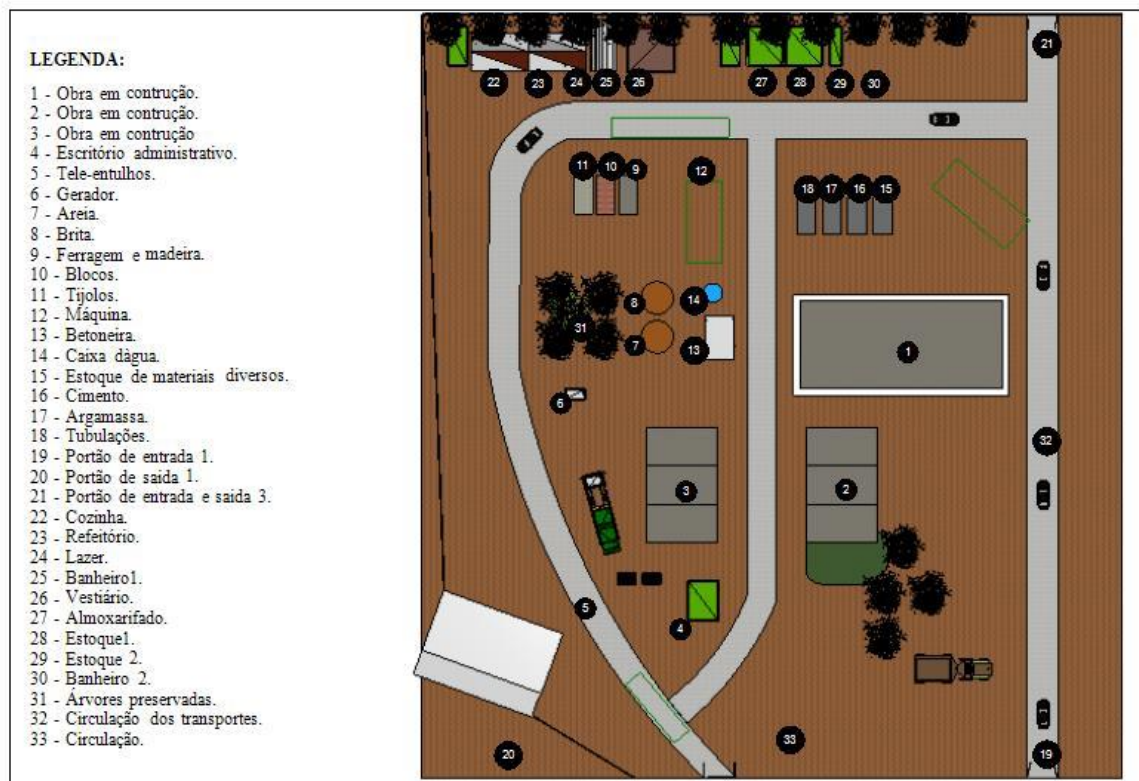 LEGENDA:
1 - Obra em contrução.
2 - Obra em contrução.
3 - Obra em contrução
4 - Escritório administrativo.
5 - Tele-entulhos.
6 - Gerador.
7 - Areia.
8 - Brita.
9 - Ferragem e madeira.
10 - Blocos.
11 - Tijolos.
12 - Máquina.
13 - Betoneira.
14 - Caixa dàgua.
15 - Estoque de materiais diversos.
16 - Cimento.
17 - Argamassa.
18 - Tubulações.
19 - Portão de entrada 1.
20 - Portão de saida 1.
21 - Portão de entrada e saida 3.
22 - Cozinha.
23 - Refeitório.
24 - Lazer.
25 - Banheiro1.
26 - Vestiário.
27 - Almoxarifado.
28 - Estoque1.
29 - Estoque 2.
30 - Banheiro 2.
31 - Árvores preservadas.
32 - Circulação dos transportes.
33 - Circulação.
21
22 23 24 25 26 27 28 29 30
11 10 9 12 18 17 16 15
8 14
31 7 13 1
6
32
3 2
5 4
20 33 19